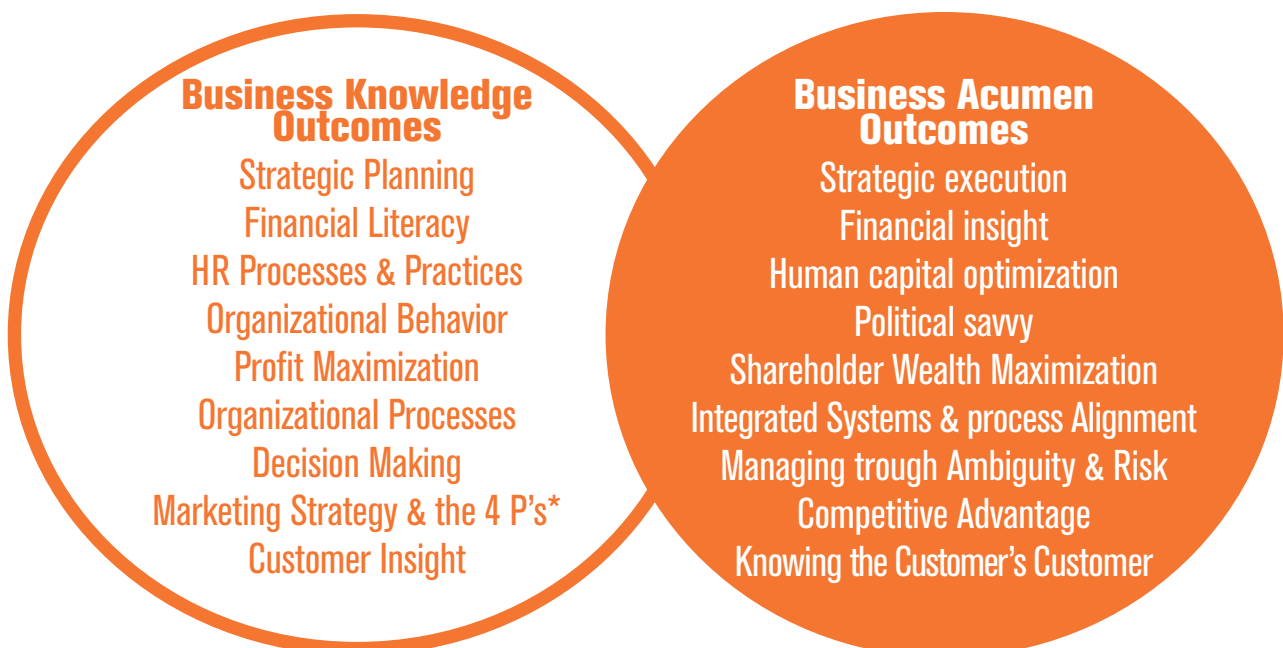 Business Knowledge
Outcomes
Strategic Planning
Financial Literacy
HR Processes & Practices
Organizational Behavior
Profit Maximization
Organizational Processes
Decision Making
Marketing Strategy & the 4 P's*
Customer Insight
Business Acumen
Outcomes
Strategic execution
Financial insight
Human capital optimization
Political savvy
Shareholder Wealth Maximization
Integrated Systems & process Alignment
Managing trough Ambiguity & Risk
Competitive Advantage
Knowing the Customer's Customer